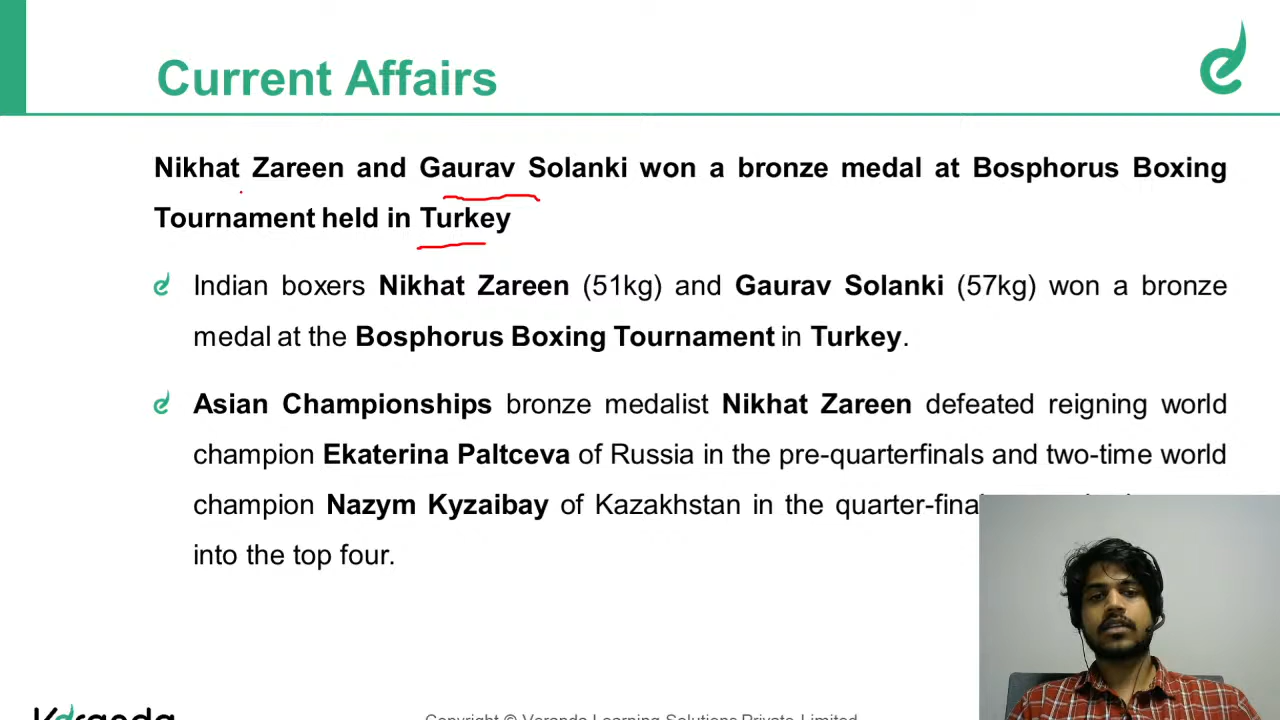 Current Affairs
Nikhat Zareen and Gaurav Solanki won a bronze medal at Bosphorus Boxing
Tournament held in Turkey
Indian boxers Nikhat Zareen (51kg) and Gaurav Solanki (57kg) won a bronze
medal at the Bosphorus Boxing Tournament in Turkey.
Asian Championships bronze medalist Nikhat Zareen defeated reigning world
champion Ekaterina Paltceva of Russia in the pre-quarterfinals and two-time world
champion Nazym Kyzaibay of Kazakhstan in the
into the top four.
Veranda
Copyright © Veranda Learning Solutions Private Limited